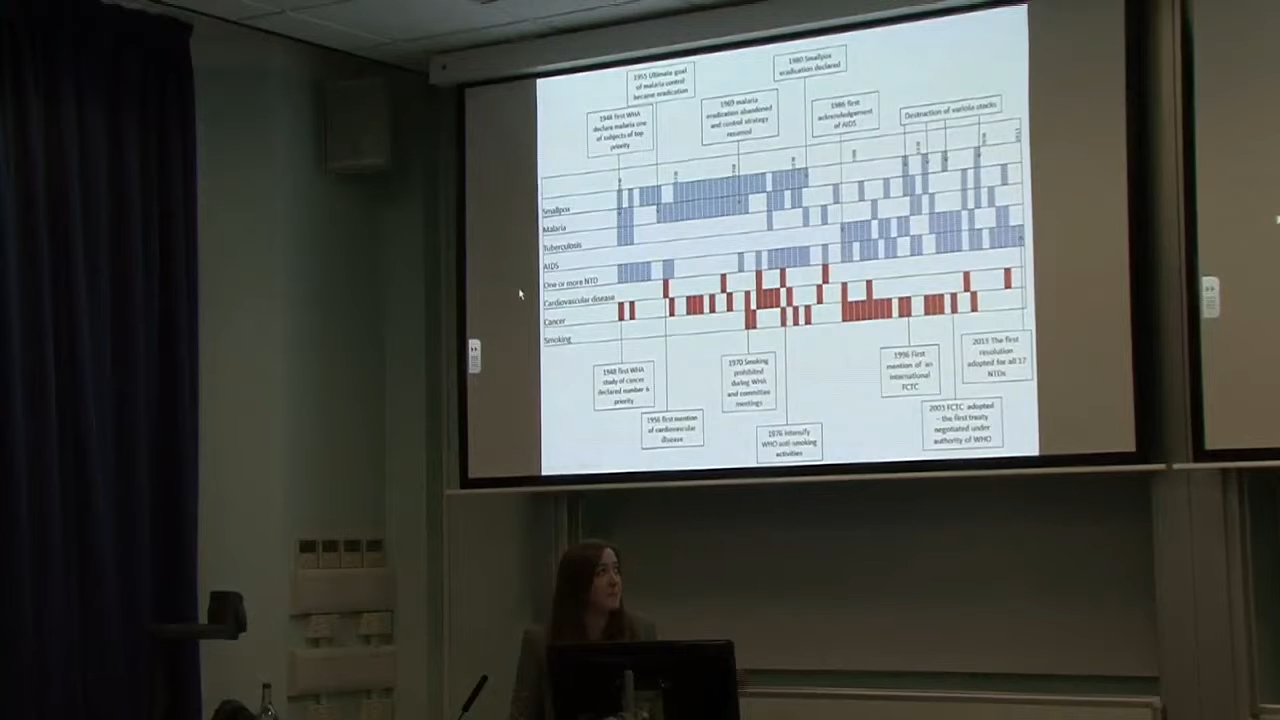 1980 Smallpox
eradication declared
1955 Ultimate goal
of malaria control
became eradication
1969 malaria
eradication abandoned
and control strategy
resumed
1986 first
acknowledgement
of AIDS
Destruction of variola stocks
1948 first WHA
declare malaria one
of subjects of top
priority
Smallpox
Malaria
Tuberculosis
AIDS
One or more NTD
Cardiovascular disease
Cancer
Smoking
1948 first WHA
study of cancer
declared number 6
priority
1956 first mention
of cardiovascular
disease
1970 Smoking
prohibited
during WHA
and committee
meetings
1976 Intensify
WHO anti-smoking
activities
1996 First
mention of an
international
FCTC
2003 FCTC adopted
– the first treaty
negotiated under
authority of WHO
2013 The first
resolution
adopted for all 17
NTDs